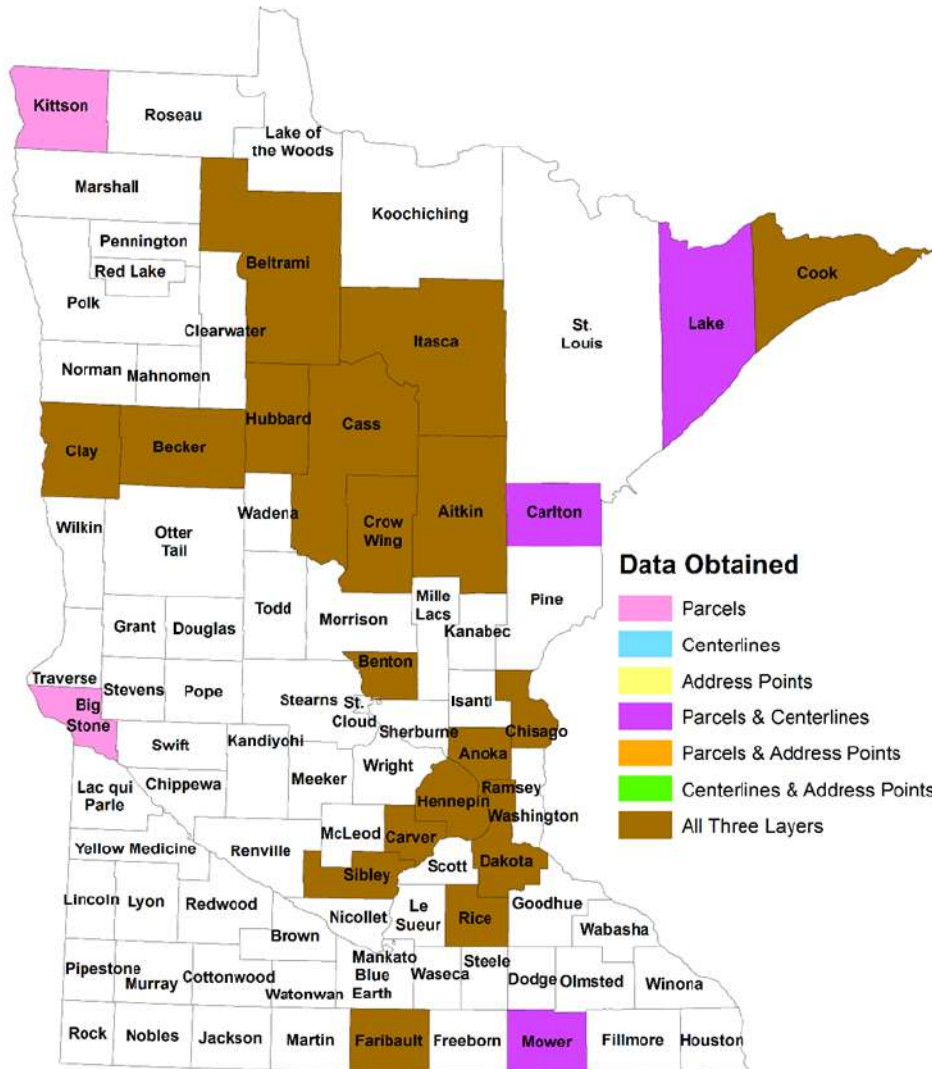 Kittson
Roseau
Lake of
the Woods
Marshall
Koochiching
Pennington
Red Lake
Beltrami
Cook
Polk
Clearwater
Itasca
St.
Louis
Lake
Norman
Mahnomen
Hubbard
Cass
Clay
Becker
Wilkin
Otter
Tail
Wadena
Crow
Wing
Aitkin
Carlton
Data Obtained
Parcels
Centerlines
Address Points
Parcels & Centerlines
Parcels & Address Points
Centerlines & Address Points
All Three Layers
Grant
Douglas
Todd
Morrison
Mille
Lacs
Kanabec
Pine
Traverse
Big
Stone
Stevens
Pope
Benton
Stearns
St.
Cloud
Isanti
Sherburne
Chisago
Swift
Kandiyohi
Meeker
Wright
Anoka
Lac qui
Parle
Chippewa
Hennepin
Ramsey
Washington
Yellow Medicine
Renville
McLeod
Carver
Scott
Dakota
Sibley
Lincoln
Lyon
Redwood
Nicollet
Le
Sueur
Rice
Goodhue
Wabasha
Brown
Pipestone
Murray
Cottonwood
Watonwan
Mankato
Blue
Earth
Waseca
Steele
Dodge
Olmsted
Winona
Rock
Nobles
Jackson
Martin
Faribault
Freeborn
Mower
Fillmore
Houston